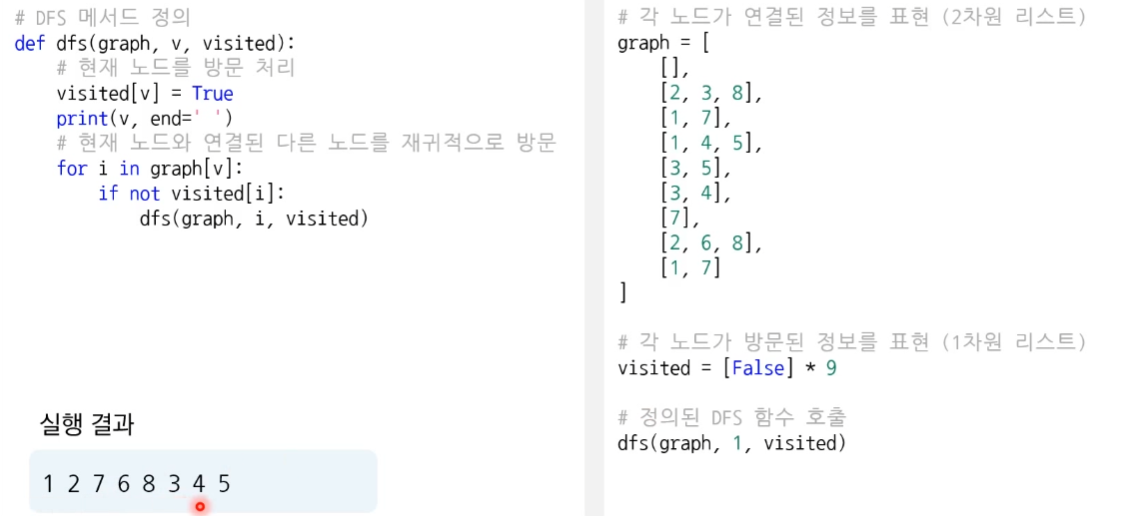 # DFS 메서드 정의
def dfs(graph, v, visited):
    # 현재 노드를 방문 처리
    visited[v] = True
    print(v, end=' ')
    # 현재 노드와 연결된 다른 노드를 재귀적으로 방문
    for i in graph[v]:
        if not visited[i]:
            dfs(graph, i, visited)
실행 결과
1 2 7 6 8 3 4 5
# 각 노드가 연결된 정보를 표현 (2차원 리스트)
graph = [
    [],
    [2, 3, 8],
    [1, 7],
    [1, 4, 5],
    [3, 5],
    [3, 4],
    [7],
    [2, 6, 8],
    [1, 7]
]
# 각 노드가 방문된 정보를 표현 (1차원 리스트)
visited = [False] * 9
# 정의된 DFS 함수 호출
dfs(graph, 1, visited)